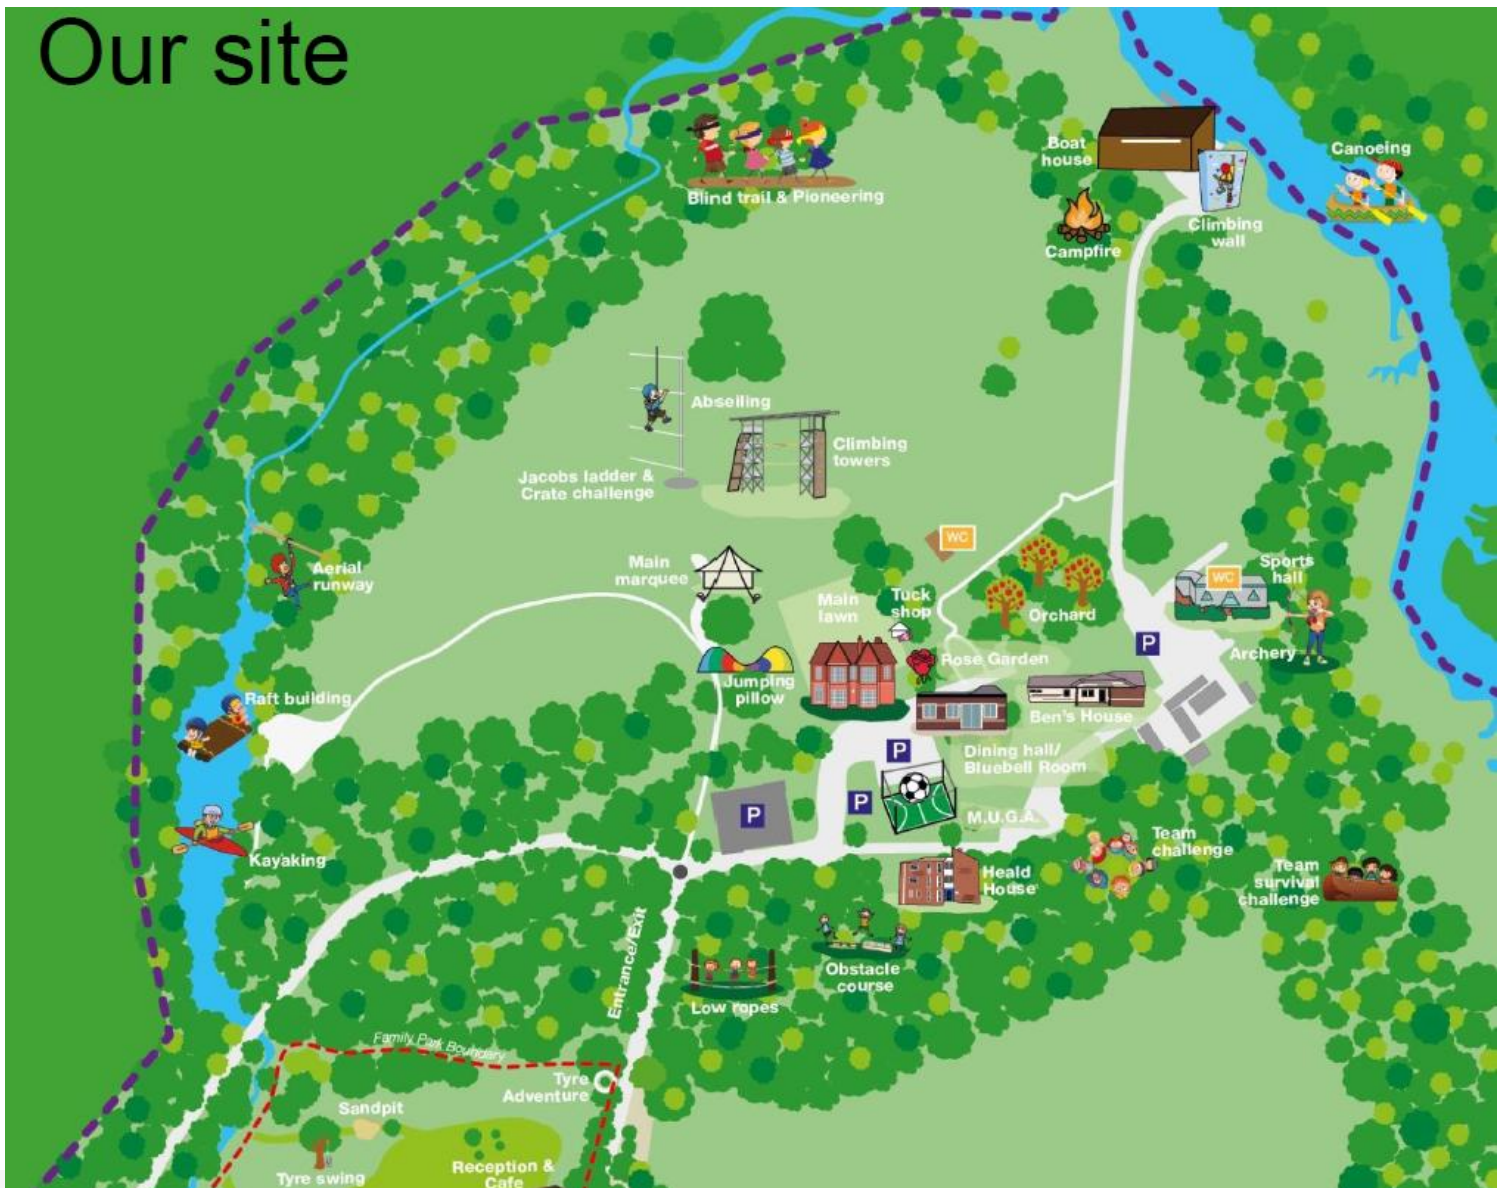 Our site
Blind trail & Pioneering
Boat
house
Canoeing
Climbing
wall
Campfire
Abseiling
Climbing
towers
Jacobs ladder &
Crate challenge
WC
Main
marquee
Aerial
runway
Sports
hall
WC
Main
lawn
Tuck
shop
Orchard
P
Archery
Rose Garden
Jumping
pillow
Raft building
Ben's House
P
Dining hall/
Bluebell Room
P
P
M.U.G.A.
Kayaking
Team
challenge
Heald
House
Team
survival
challenge
Entrance/Exit
Obstacle
course
Low ropes
Family Park Boundary
Tyre
Adventure
Sandpit
Tyre swing
Reception &
Cafe